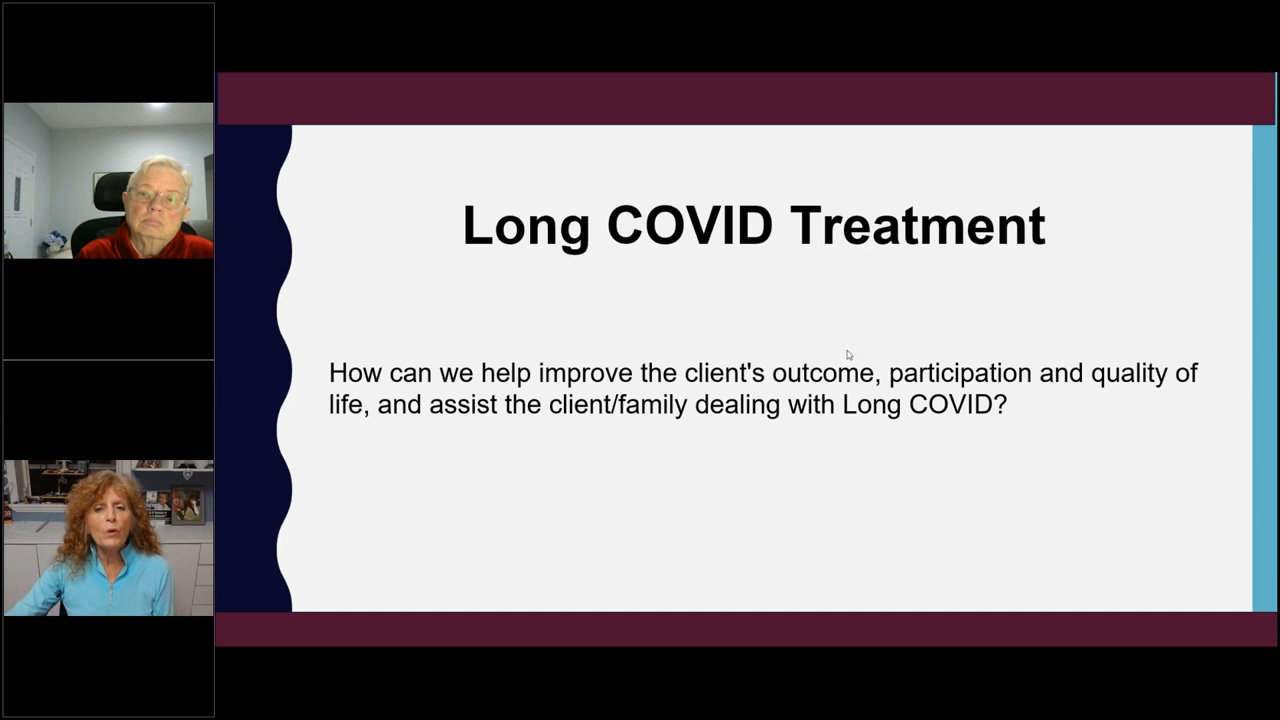 Long COVID Treatment
How can we help improve the client's outcome, participation and quality of
life, and assist the client/family dealing with Long COVID?